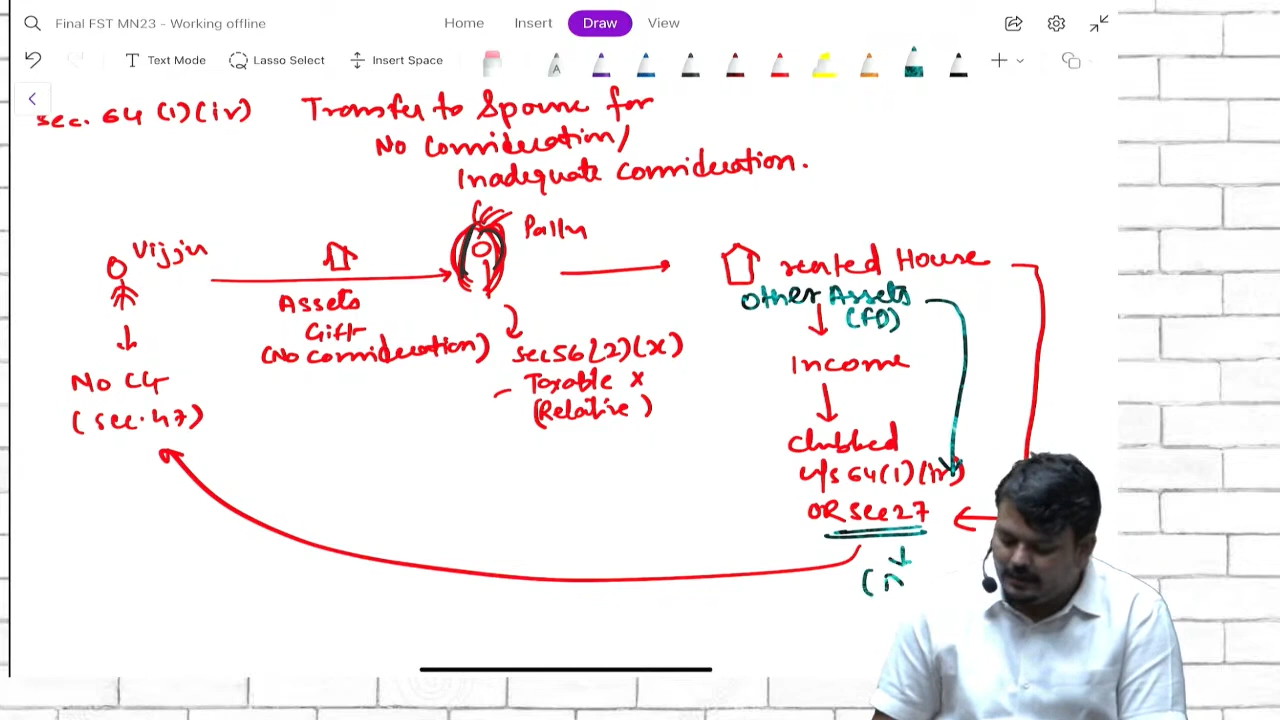 Final FST MN23 - Working offline
Home Insert Draw View
Text Mode Lasso Select Insert Space
sec. 64 (1)(iv) Transfer to Spouse for
No Consideration/
Inadequate consideration.
Vijju
Pallu
Assets
Gift
(No consideration)
No CG
(sec.47)
sec56(2)(x)
- Taxable x
(Relative)
rented House
Other Assets
(FD)
Income
clubbed
u/s 64(1)(iv)
OR sec 27